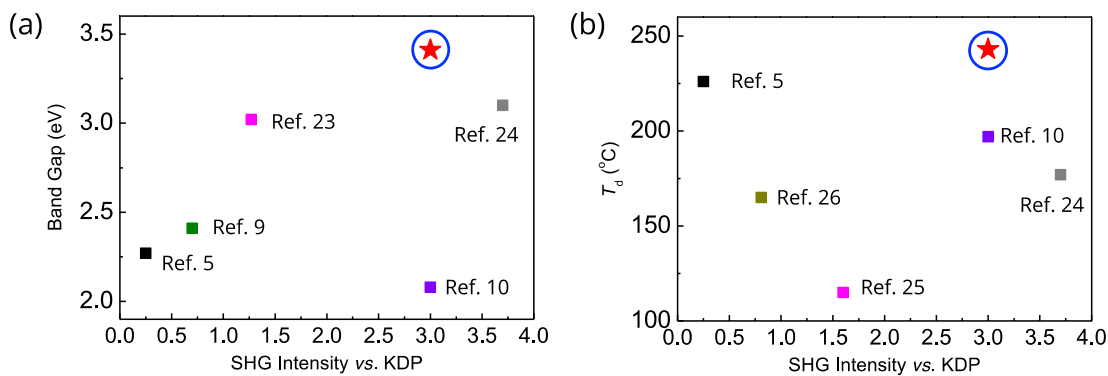 (a)
Band Gap (eV)
3.5
3.0
2.5
2.0
Ref. 23
Ref. 24
Ref. 9
Ref. 5
Ref. 10
0.0 0.5 1.0 1.5 2.0 2.5 3.0 3.5 4.0
SHG Intensity vs. KDP
(b)
Td (°C)
250
200
150
100
Ref. 5
Ref. 10
Ref. 26
Ref. 24
Ref. 25
0.0 0.5 1.0 1.5 2.0 2.5 3.0 3.5 4.0
SHG Intensity vs. KDP